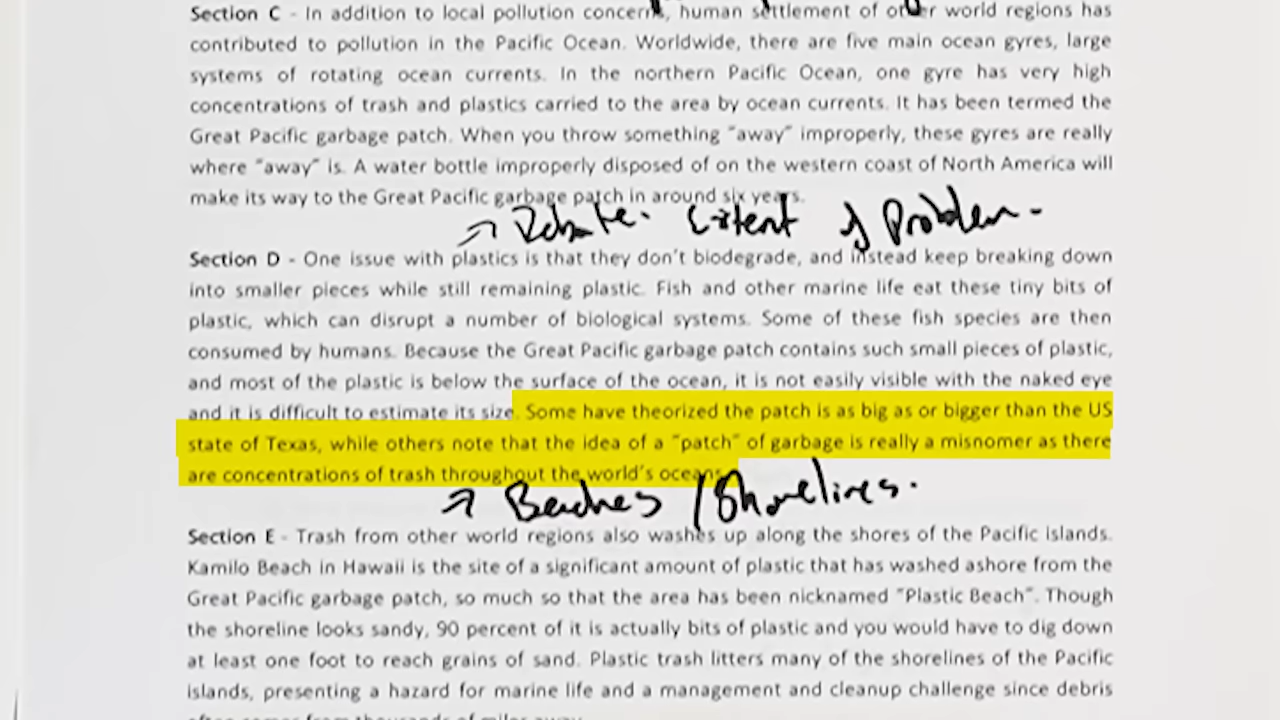 Section C - In addition to local pollution concerns, human settlement of other world regions has
contributed to pollution in the Pacific Ocean. Worldwide, there are five main ocean gyres, large
systems of rotating ocean currents. In the northern Pacific Ocean, one gyre has very high
concentrations of trash and plastics carried to the area by ocean currents. It has been termed the
Great Pacific garbage patch. When you throw something "away" improperly, these gyres are really
where "away" is. A water bottle improperly disposed of on the western coast of North America will
make its way to the Great Pacific garbage patch in around six years.
→ Debate. Extent of Problem.
Section D - One issue with plastics is that they don't biodegrade, and instead keep breaking down
into smaller pieces while still remaining plastic. Fish and other marine life eat these tiny bits of
plastic, which can disrupt a number of biological systems. Some of these fish species are then
consumed by humans. Because the Great Pacific garbage patch contains such small pieces of plastic,
and most of the plastic is below the surface of the ocean, it is not easily visible with the naked eye
and it is difficult to estimate its size. Some have theorized the patch is as big as or bigger than the US
state of Texas, while others note that the idea of a "patch" of garbage is really a misnomer as there
are concentrations of trash throughout the world's oceans.
→ Beaches / Shorelines.
Section E - Trash from other world regions also washes up along the shores of the Pacific islands.
Kamilo Beach in Hawaii is the site of a significant amount of plastic that has washed ashore from the
Great Pacific garbage patch, so much so that the area has been nicknamed "Plastic Beach". Though
the shoreline looks sandy, 90 percent of it is actually bits of plastic and you would have to dig down
at least one foot to reach grains of sand. Plastic trash litters many of the shorelines of the Pacific
islands, presenting a hazard for marine life and a management and cleanup challenge since debris
often comes from thousands of miles away.